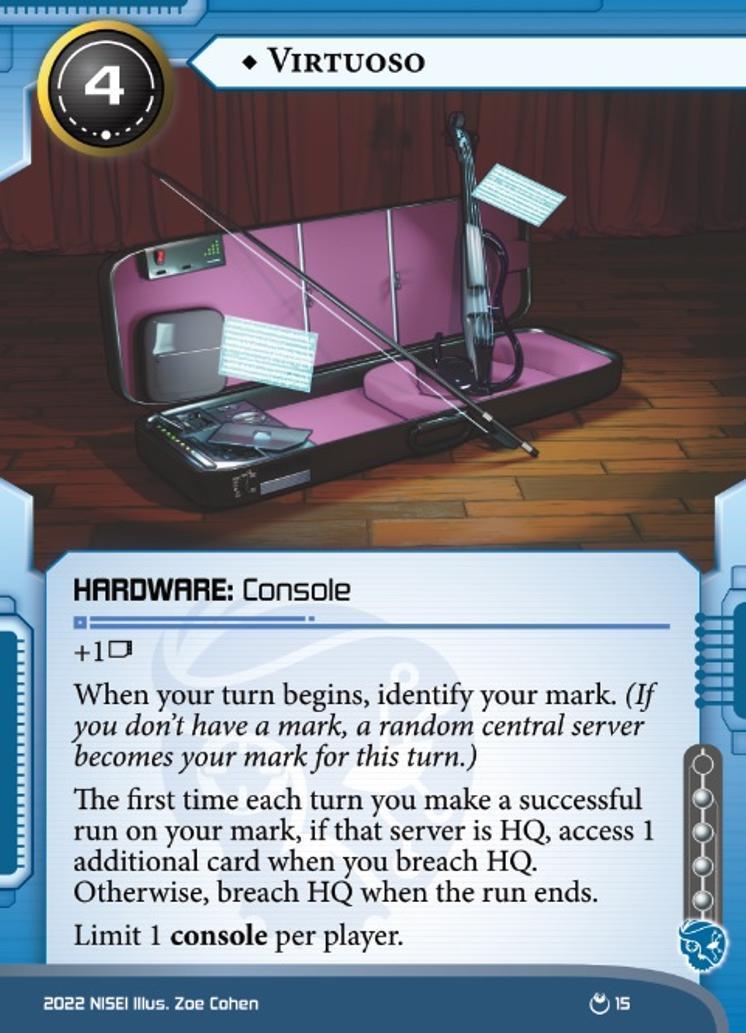 4
◆ VIRTUOSO
HARDWARE: Console
+1
When your turn begins, identify your mark. (If
you don't have a mark, a random central server
becomes your mark for this turn.)
The first time each turn you make a successful
run on your mark, if that server is HQ, access 1
additional card when you breach HQ.
Otherwise, breach HQ when the run ends.
Limit 1 console per player.
2022 NISEI Illus. Zoe Cohen
15